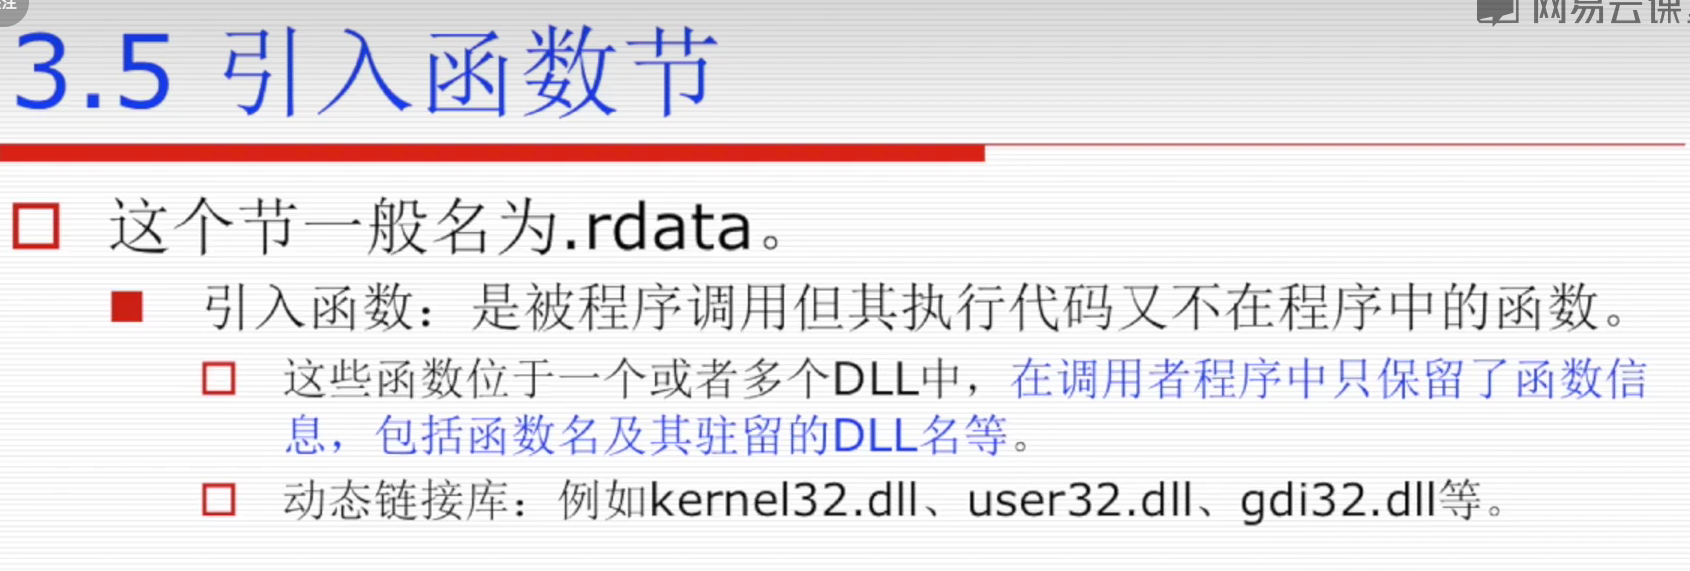 3.5 引入函数节
这个节一般名为.rdata。
引入函数：是被程序调用但其执行代码又不在程序中的函数。
这些函数位于一个或者多个DLL中，在调用者程序中只保留了函数信
息，包括函数名及其驻留的DLL名等。
动态链接库：例如kernel32.dll、user32.dll、gdi32.dll等。
网易云课